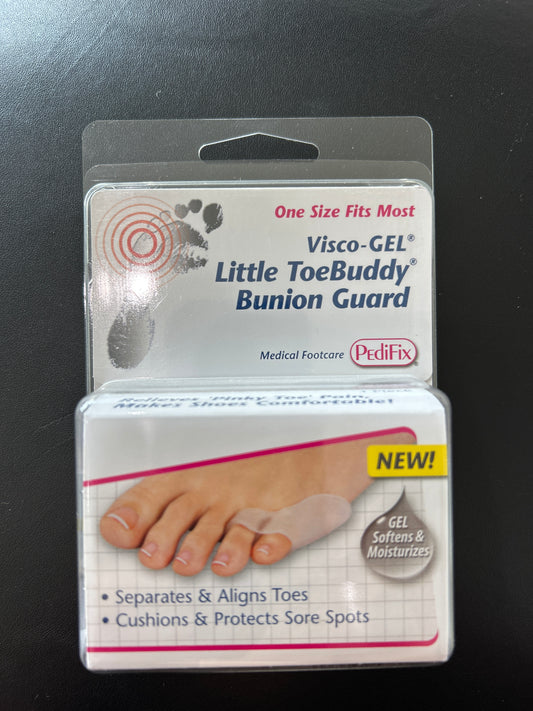 One Size Fits Most
Visco-GEL®
Little ToeBuddy®
Bunion Guard
Medical Footcare PediFix®
Relieves 'Pinky Toe' Pain,
Makes Shoes Comfortable!
NEW!
GEL
Softens &
Moisturizes
• Separates & Aligns Toes
• Cushions & Protects Sore Spots